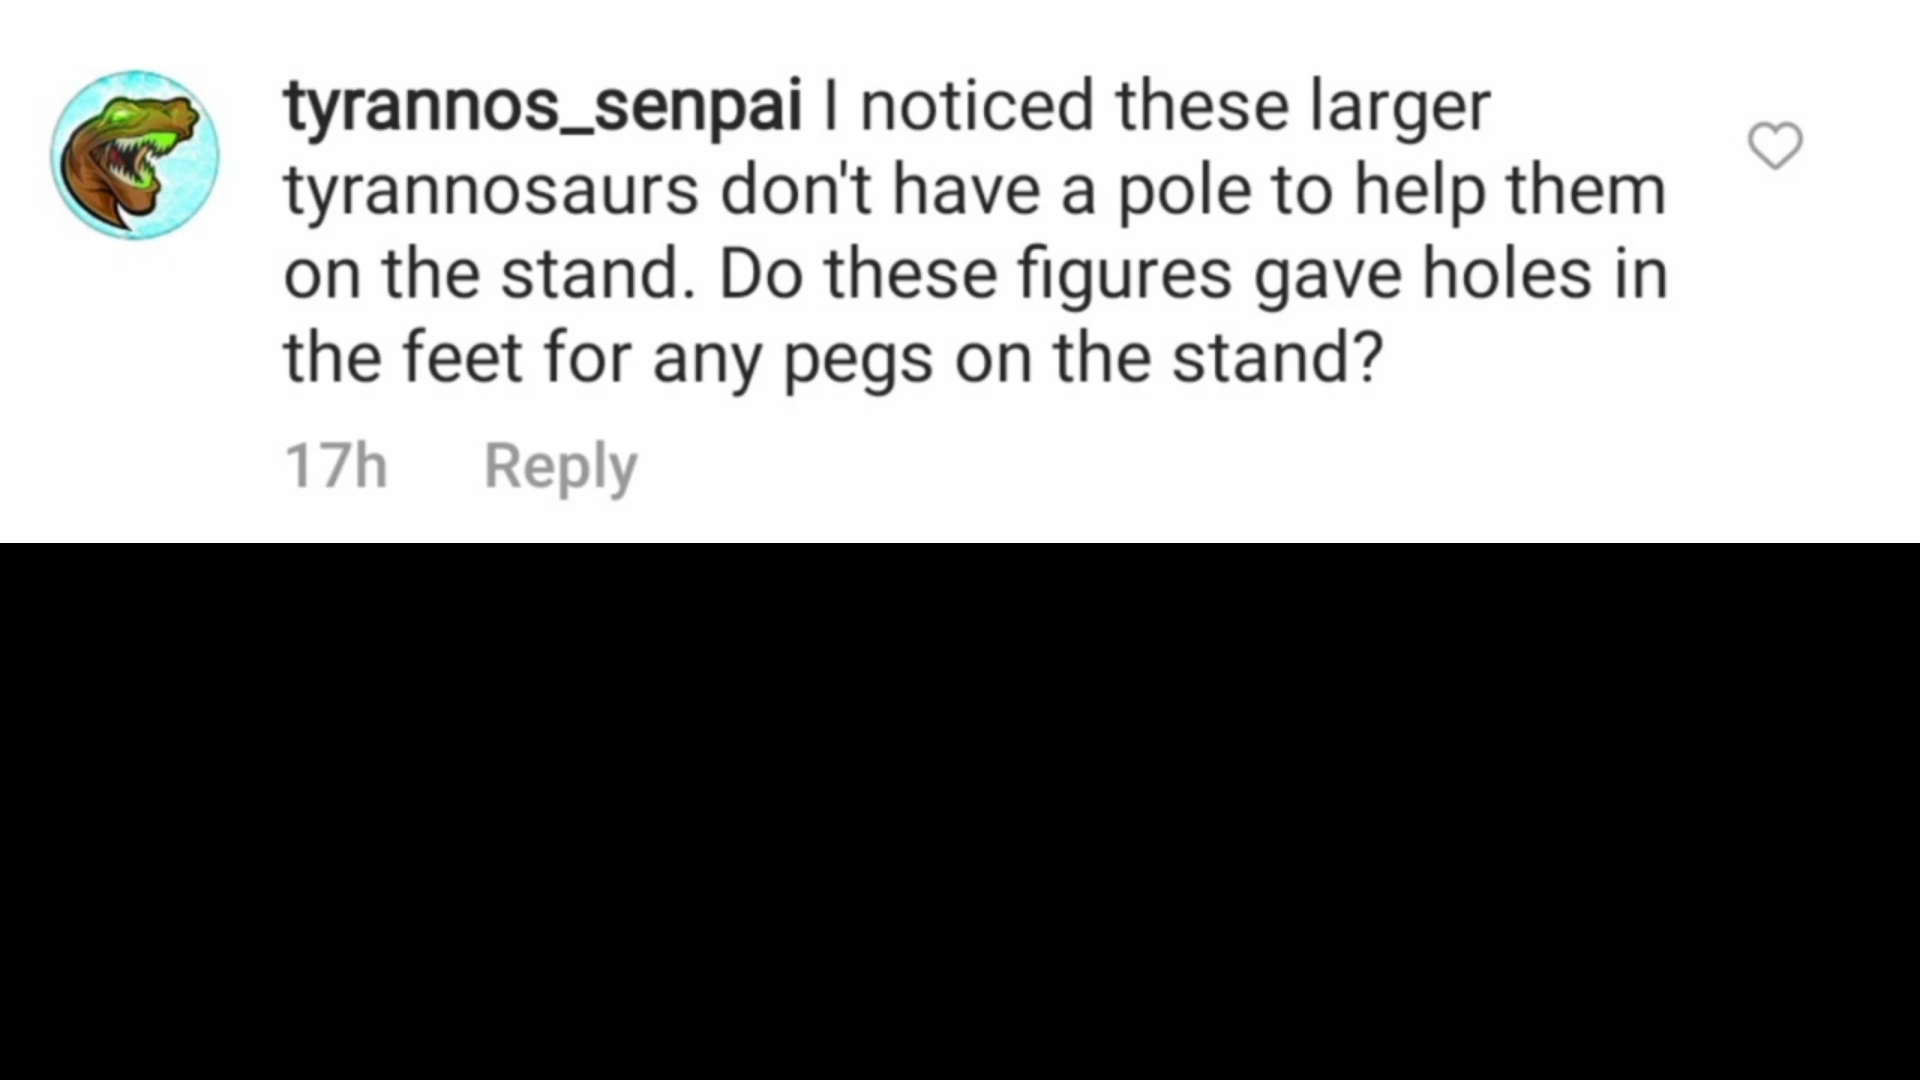 tyrannos_senpai I noticed these larger
tyrannosaurs don't have a pole to help them
on the stand. Do these figures gave holes in
the feet for any pegs on the stand?
17h Reply